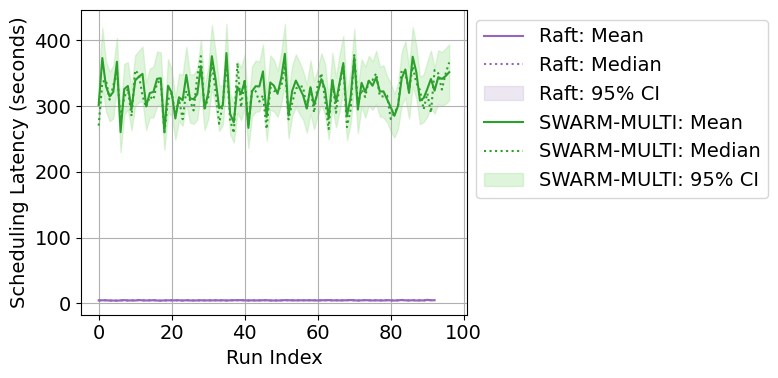 Scheduling Latency (seconds)
400
300
200
100
0
0 20 40 60 80 100
Run Index
Raft: Mean
Raft: Median
Raft: 95% CI
SWARM-MULTI: Mean
SWARM-MULTI: Median
SWARM-MULTI: 95% CI